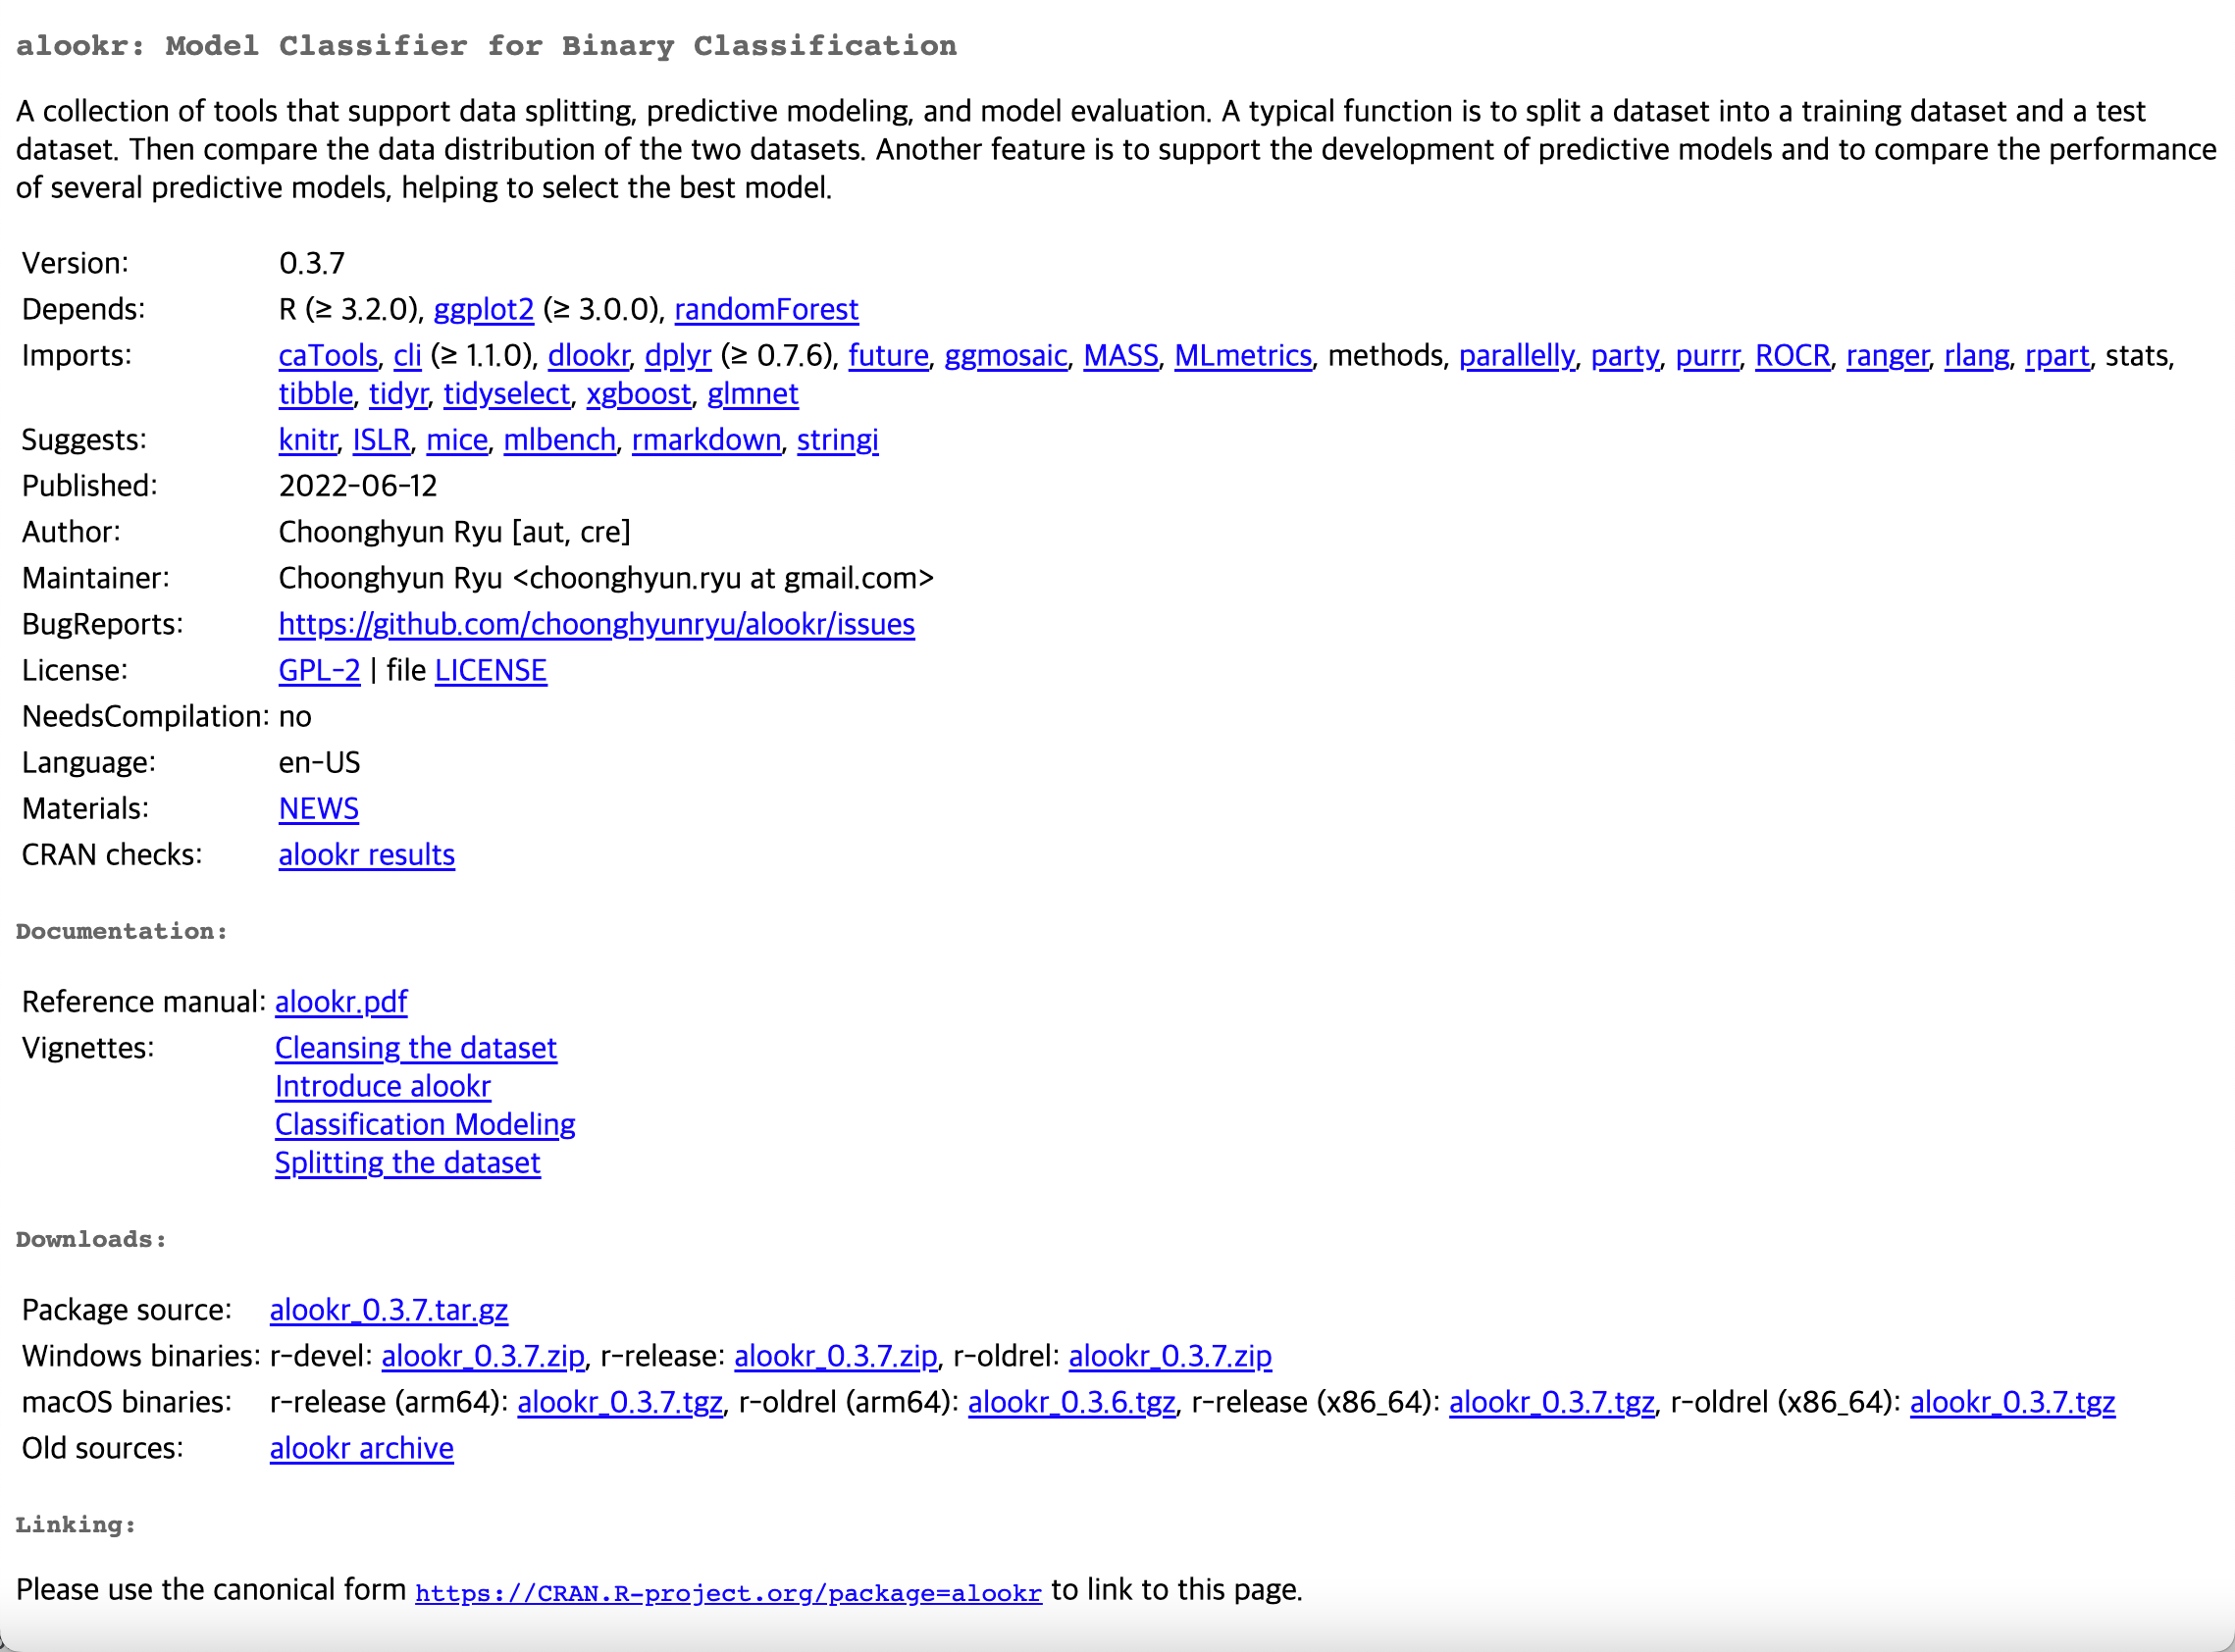 alookr: Model Classifier for Binary Classification
A collection of tools that support data splitting, predictive modeling, and model evaluation. A typical function is to split a dataset into a training dataset and a test
dataset. Then compare the data distribution of the two datasets. Another feature is to support the development of predictive models and to compare the performance
of several predictive models, helping to select the best model.
Version: 0.3.7
Depends: R (≥ 3.2.0), ggplot2 (≥ 3.0.0), randomForest
Imports: caTools, cli (≥ 1.1.0), dlookr, dplyr (≥ 0.7.6), future, ggmosaic, MASS, MLmetrics, methods, parallelly, party, purrr, ROCR, ranger, rlang, rpart, stats,
tibble, tidyr, tidyselect, xgboost, glmnet
Suggests: knitr, ISLR, mice, mlbench, rmarkdown, stringi
Published: 2022-06-12
Author: Choonghyun Ryu [aut, cre]
Maintainer: Choonghyun Ryu <choonghyun.ryu at gmail.com>
BugReports: https://github.com/choonghyunryu/alookr/issues
License: GPL-2 | file LICENSE
NeedsCompilation: no
Language: en-US
Materials: NEWS
CRAN checks: alookr results
Documentation:
Reference manual: alookr.pdf
Vignettes: Cleansing the dataset
Introduce alookr
Classification Modeling
Splitting the dataset
Downloads:
Package source: alookr_0.3.7.tar.gz
Windows binaries: r-devel: alookr_0.3.7.zip, r-release: alookr_0.3.7.zip, r-oldrel: alookr_0.3.7.zip
macOS binaries: r-release (arm64): alookr_0.3.7.tgz, r-oldrel (arm64): alookr_0.3.6.tgz, r-release (x86_64): alookr_0.3.7.tgz, r-oldrel (x86_64): alookr_0.3.7.tgz
Old sources: alookr archive
Linking:
Please use the canonical form https://CRAN.R-project.org/package=alookr to link to this page.